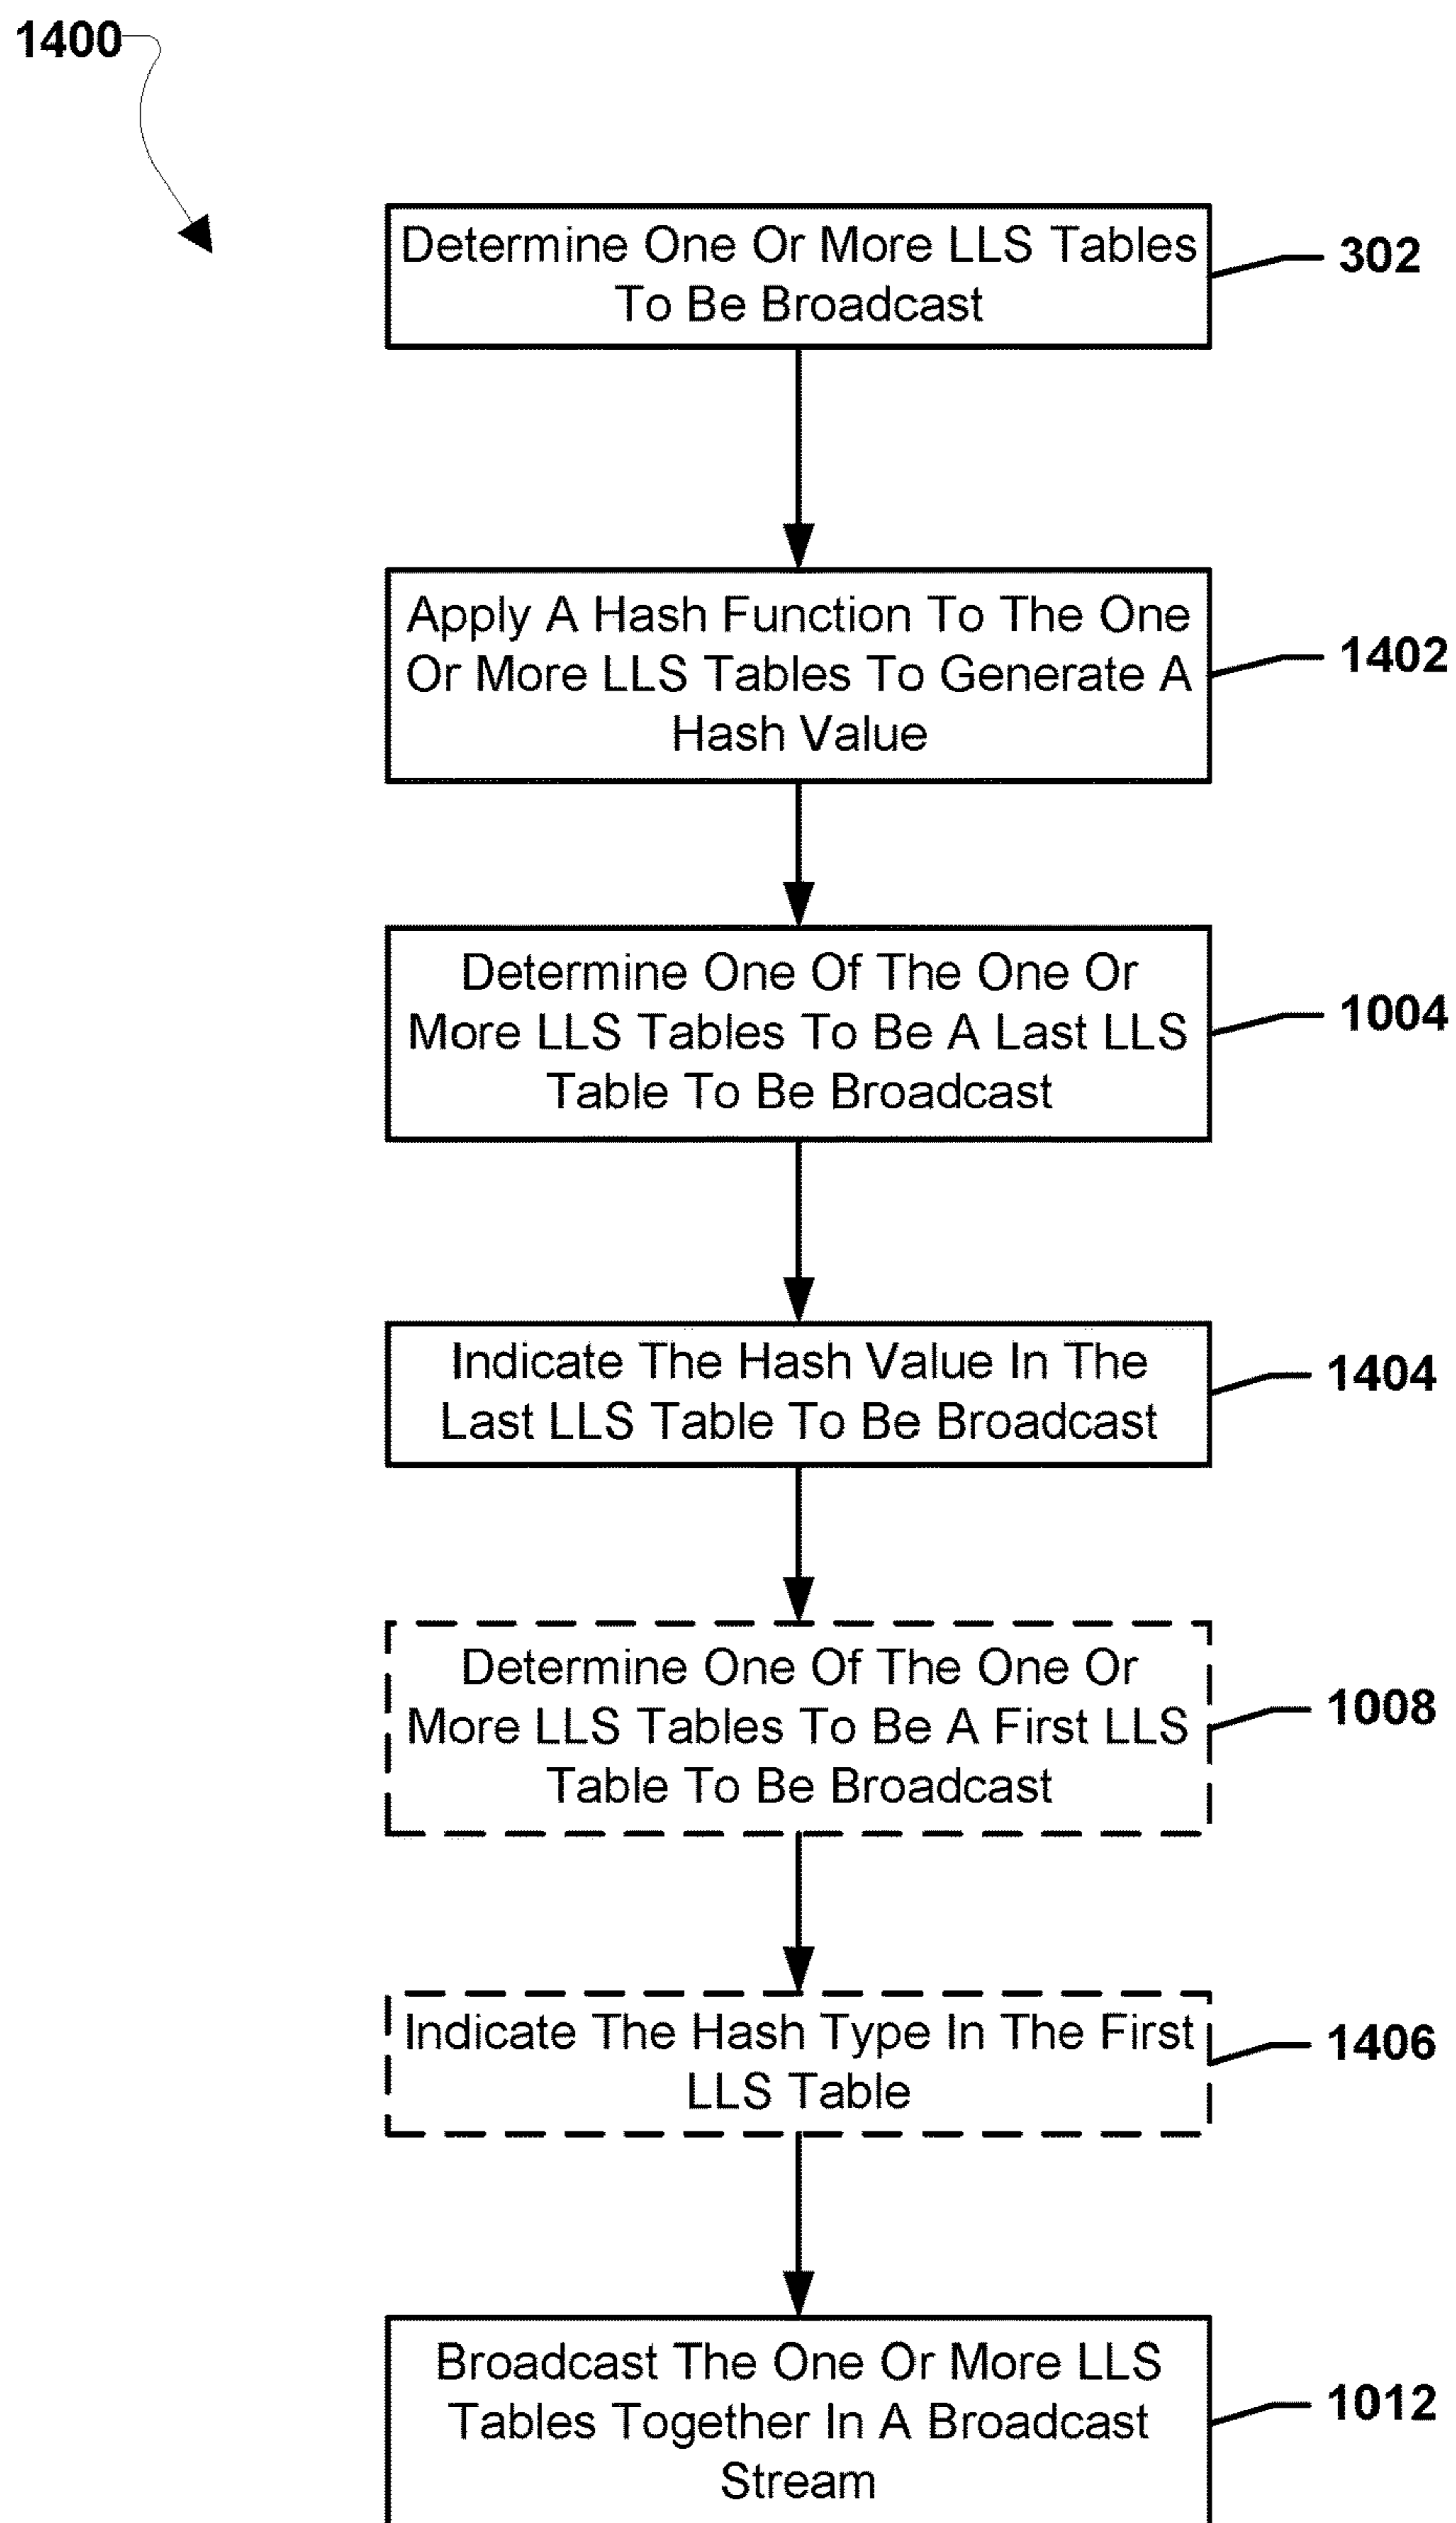 1400
Determine One Or More LLS Tables
To Be Broadcast
302
Apply A Hash Function To The One
Or More LLS Tables To Generate A
Hash Value
1402
Determine One Of The One Or
More LLS Tables To Be A Last LLS
Table To Be Broadcast
1004
Indicate The Hash Value In The
Last LLS Table To Be Broadcast
1404
Determine One Of The One Or
More LLS Tables To Be A First LLS
Table To Be Broadcast
1008
Indicate The Hash Type In The First
LLS Table
1406
Broadcast The One Or More LLS
Tables Together In A Broadcast
Stream
1012